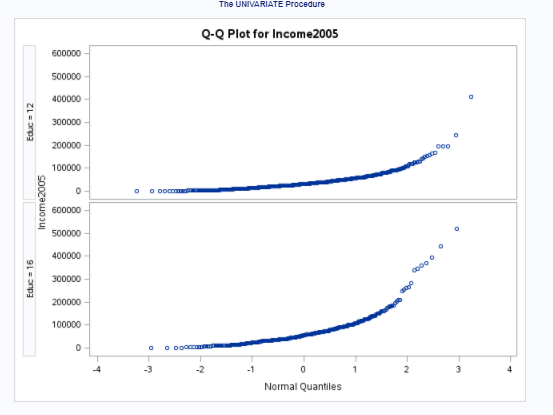 The UNIVARIATE Procedure
Q-Q Plot for Income2005
Educ = 12
600000
500000
400000
300000
200000
100000
0
Income2005
Educ = 16
600000
500000
400000
300000
200000
100000
0
-4 -3 -2 -1 0 1 2 3 4
Normal Quantiles